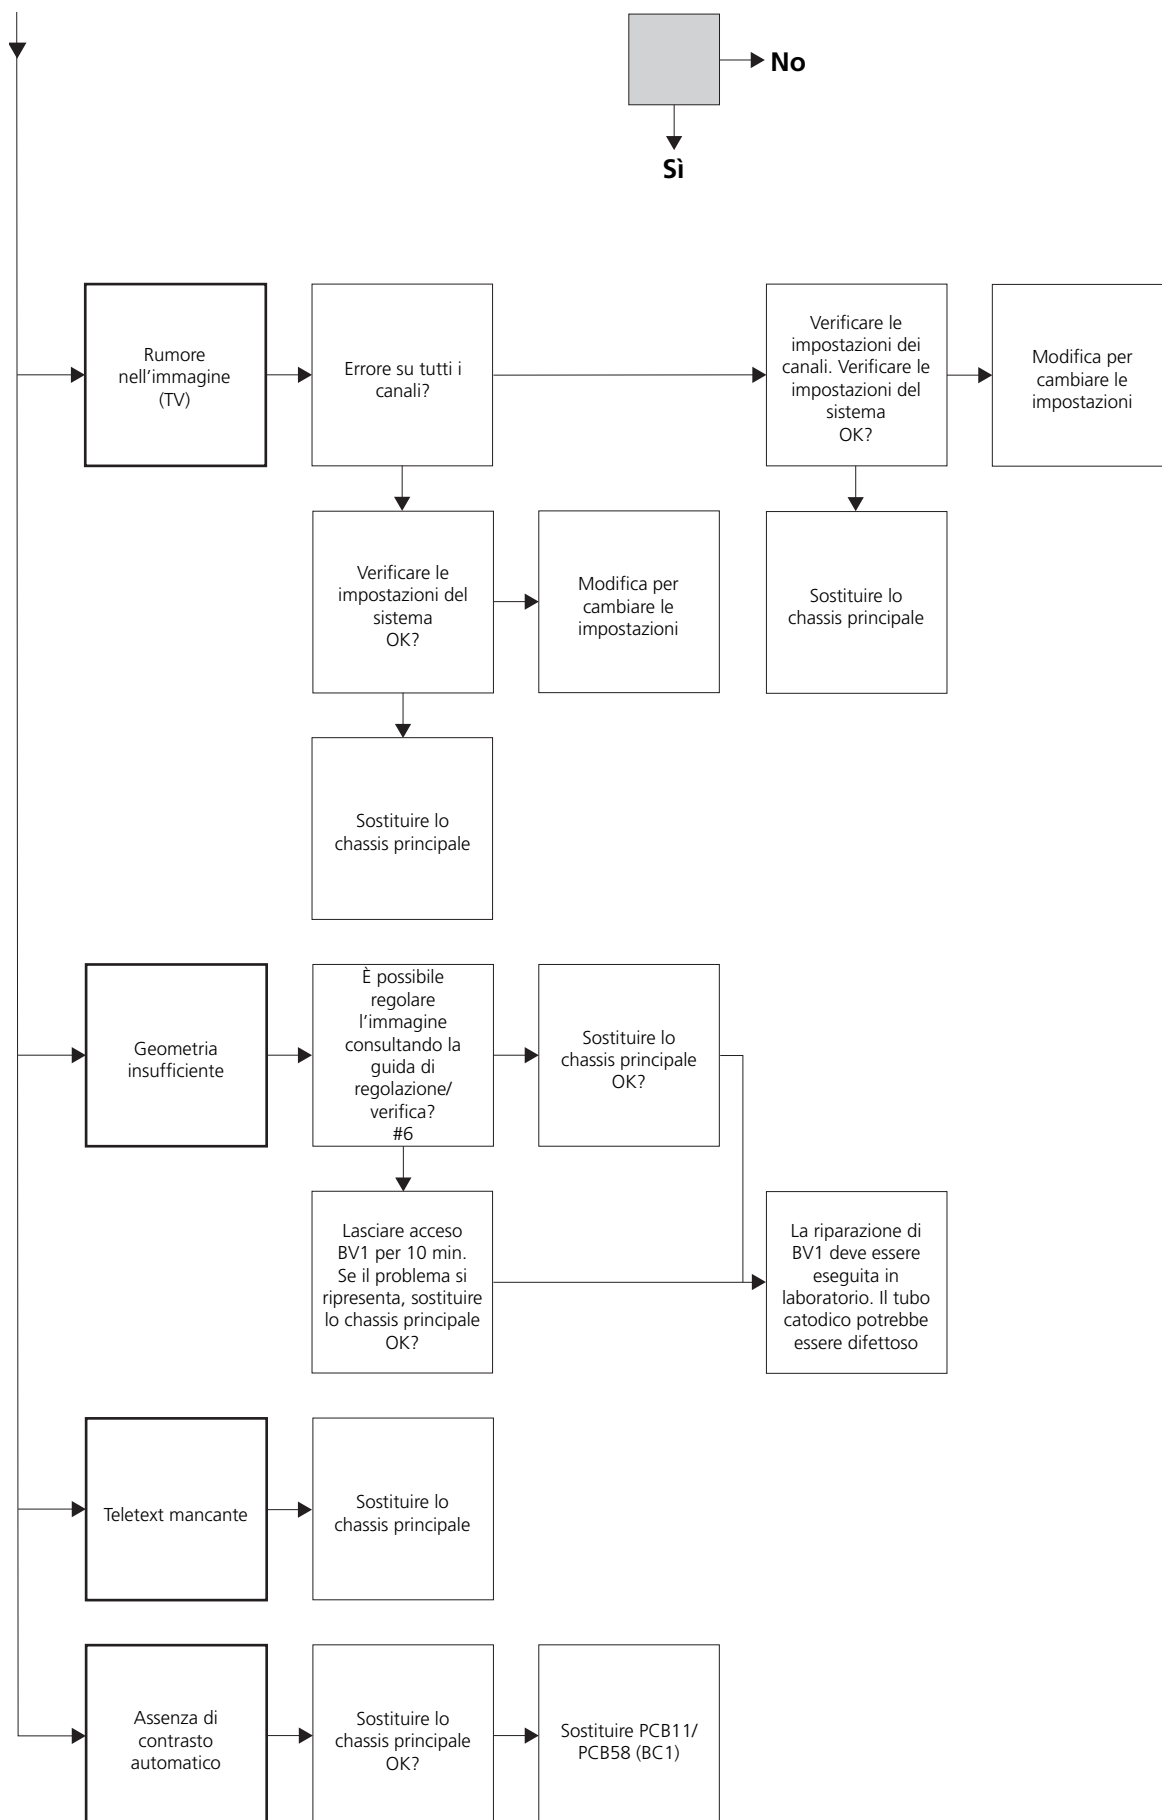 No
Sì
Rumore
nell'immagine
(TV)
Errore su tutti i
canali?
Verificare le
impostazioni dei
canali. Verificare le
impostazioni del
sistema
OK?
Modifica per
cambiare le
impostazioni
Verificare le
impostazioni del
sistema
OK?
Modifica per
cambiare le
impostazioni
Sostituire lo
chassis principale
Sostituire lo
chassis principale
Geometria
insufficiente
È possibile
regolare
l'immagine
consultando la
guida di
regolazione/
verifica?
#6
Sostituire lo
chassis principale
OK?
Lasciare acceso
BV1 per 10 min.
Se il problema si
ripresenta, sostituire
lo chassis principale
OK?
La riparazione di
BV1 deve essere
eseguita in
laboratorio. Il tubo
catodico potrebbe
essere difettoso
Teletext mancante
Sostituire lo
chassis principale
Assenza di
contrasto
automatico
Sostituire lo
chassis principale
OK?
Sostituire PCB11/
PCB58 (BC1)